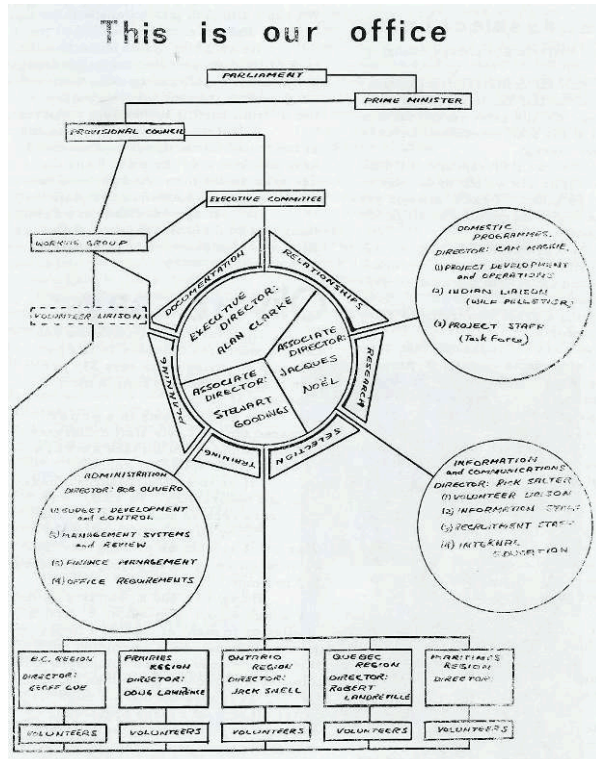 This is our office
PARLIAMENT
PRIME MINISTER
PROVISIONAL COUNCIL
EXECUTIVE COMMITTEE
WORKING GROUP
VOLUNTEER LIAISON
DOCUMENTATION
RELATIONSHIPS
RESEARCH
SELECTION
TRAINING
PLANNING
EXECUTIVE
DIRECTOR:
ALAN CLARKE
ASSOCIATE
DIRECTOR:
JACQUES
NOËL
ASSOCIATE
DIRECTOR:
STEWART
GOODINGS
DOMESTIC
PROGRAMMES.
DIRECTOR: CAM MACKIE,
(1) PROJECT DEVELOPMENT
and OPERATIONS
(2) INDIAN LIAISON
(WILF PELLETIER)
(3) PROJECT STAFF
(Task Force)
ADMINISTRATION
DIRECTOR: BOB OLIVERO
(1) BUDGET DEVELOPMENT
and CONTROL
(2) MANAGEMENT SYSTEMS
and REVIEW
(3) FINANCE MANAGEMENT
(4) OFFICE REQUIREMENTS
INFORMATION
and COMMUNICATIONS
DIRECTOR: RICK SALTER
(1) VOLUNTEER LIAISON
(2) INFORMATION STAFF
(3) RECRUITMENT STAFF
(4) INTERNAL
EDUCATION
B.C. REGION
DIRECTOR:
GEOFF CUE
VOLUNTEERS
PRAIRIES
REGION
DIRECTOR:
DOUG LAWRENCE
VOLUNTEERS
ONTARIO
REGION
DIRECTOR:
JACK SNELL
VOLUNTEERS
QUEBEC
REGION
DIRECTOR:
ROBERT
LANDREVILLE
VOLUNTEERS
MARITIMES
REGION
DIRECTOR:
VOLUNTEERS